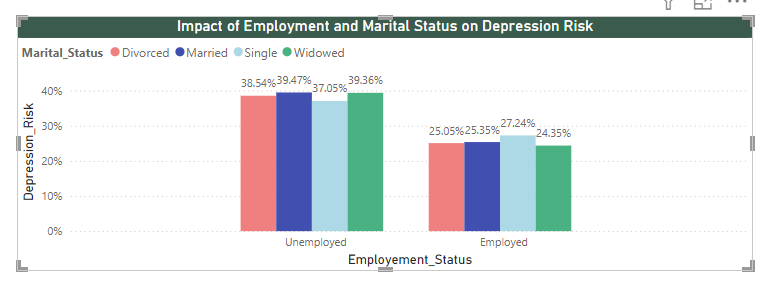 Impact of Employment and Marital Status on Depression Risk
Marital_Status Divorced Married Single Widowed
38.54% 39.47% 37.05% 39.36%
25.05% 25.35% 27.24% 24.35%
40%
30%
20%
10%
0%
Depression_Risk
Unemployed Employed
Employement_Status